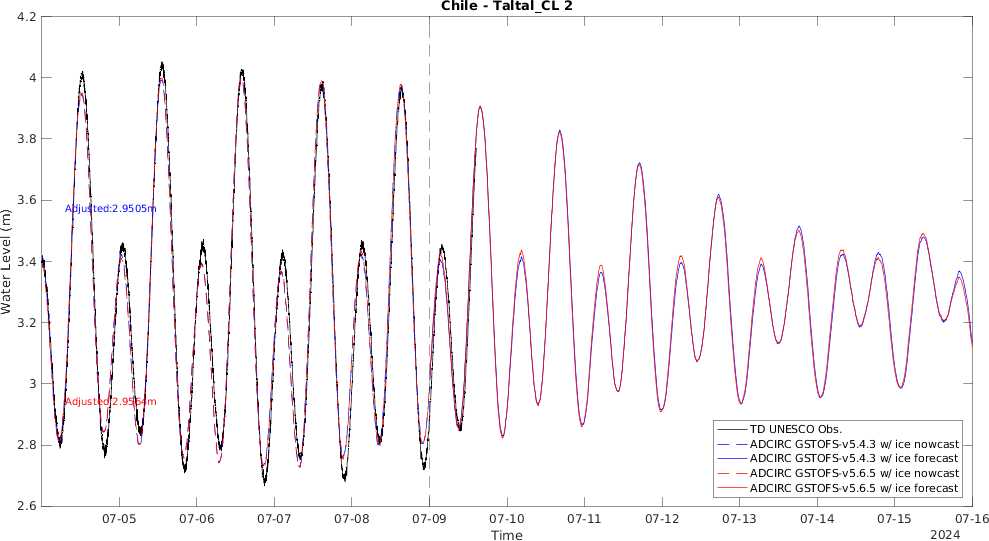 Chile - Taltal_CL 2
4.2
4
3.8
3.6
3.4
3.2
3
2.8
2.6
Water Level (m)
Adjusted:2.9505m
Adjusted:2.9564m
TD UNESCO Obs.
ADCIRC GSTOFS-v5.4.3 w/ ice nowcast
ADCIRC GSTOFS-v5.4.3 w/ ice forecast
ADCIRC GSTOFS-v5.6.5 w/ ice nowcast
ADCIRC GSTOFS-v5.6.5 w/ ice forecast
07-05 07-06 07-07 07-08 07-09 07-10 07-11 07-12 07-13 07-14 07-15 07-16
Time
2024